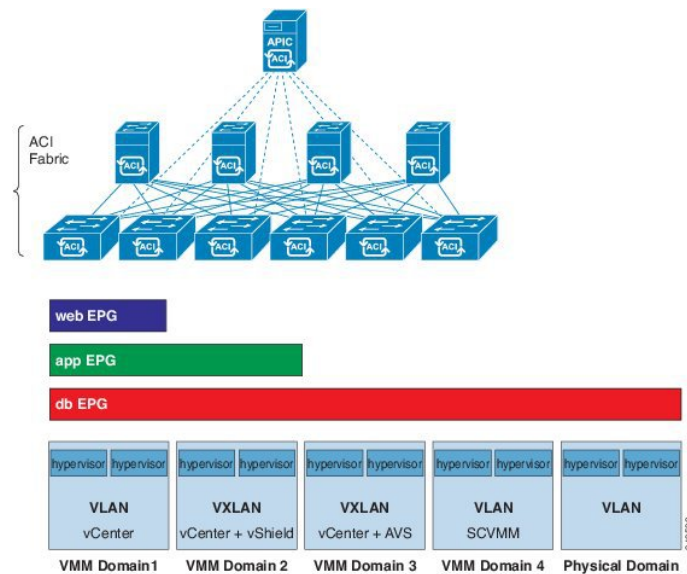 APIC
ACI
ACI
Fabric
ACI ACI ACI ACI
ACI ACI ACI ACI ACI ACI
web EPG
app EPG
db EPG
hypervisor hypervisor hypervisor hypervisor hypervisor hypervisor hypervisor hypervisor hypervisor hypervisor
VLAN VXLAN VXLAN VLAN VLAN
vCenter vCenter + vShield vCenter + AVS SCVMM
VMM Domain1 VMM Domain 2 VMM Domain 3 VMM Domain 4 Physical Domain